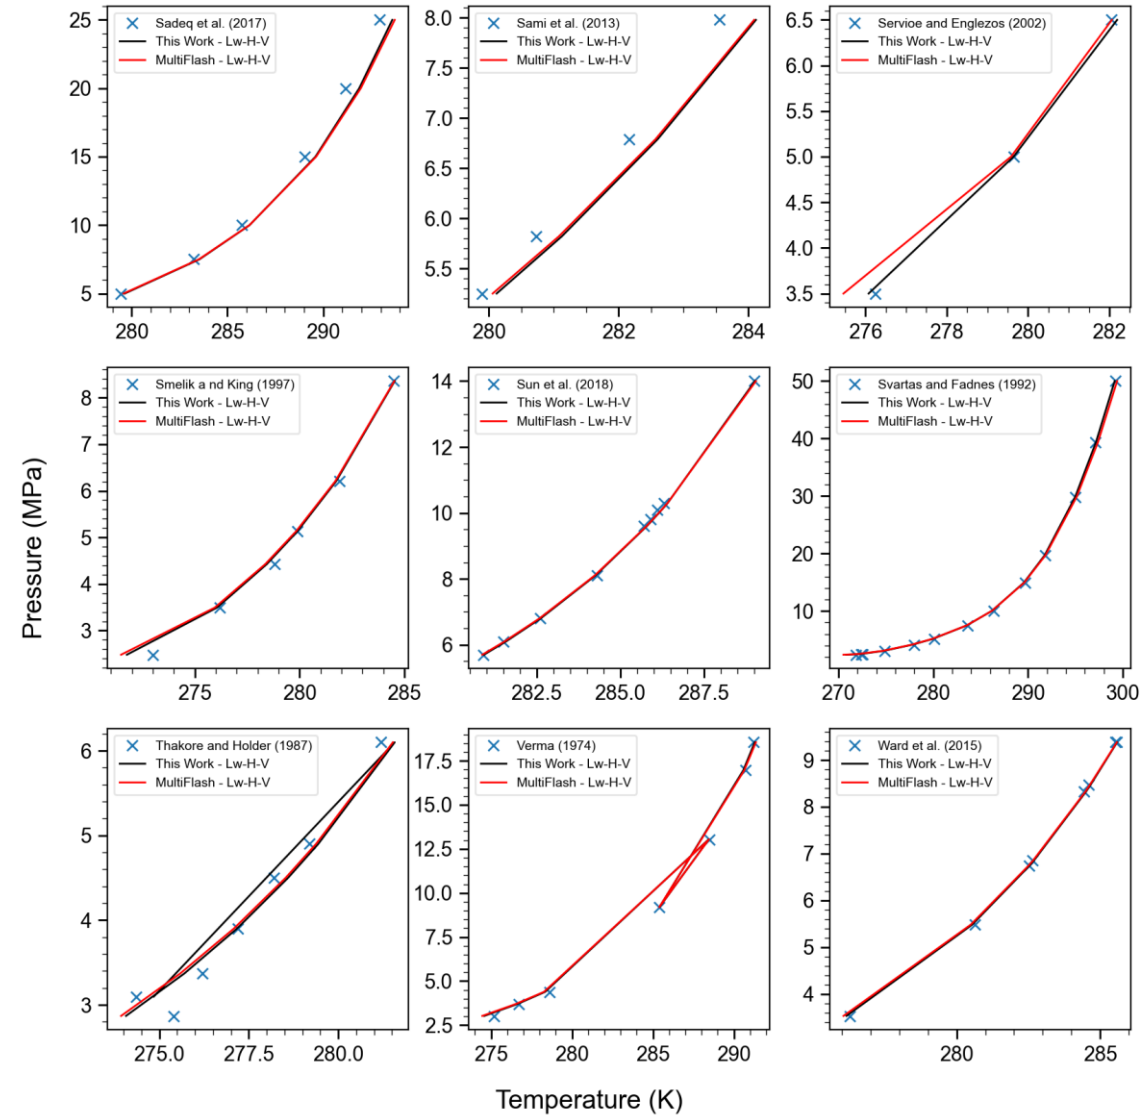 Sadeq et al. (2017)
This Work - Lw-H-V
MultiFlash - Lw-H-V
25
20
15
10
5
280
285
290
Sami et al. (2013)
This Work - Lw-H-V
MultiFlash - Lw-H-V
8.0
7.5
7.0
6.5
6.0
5.5
280
282
284
Servioe and Englezos (2002)
This Work - Lw-H-V
MultiFlash - Lw-H-V
6.5
6.0
5.5
5.0
4.5
4.0
3.5
276
278
280
282
Smelik a nd King (1997)
This Work - Lw-H-V
MultiFlash - Lw-H-V
8
7
6
5
4
3
275
280
285
Sun et al. (2018)
This Work - Lw-H-V
MultiFlash - Lw-H-V
14
12
10
8
6
282.5
285.0
287.5
Svartas and Fadnes (1992)
This Work - Lw-H-V
MultiFlash - Lw-H-V
50
40
30
20
10
270
280
290
300
Thakore and Holder (1987)
This Work - Lw-H-V
MultiFlash - Lw-H-V
6
5
4
3
275.0
277.5
280.0
Verma (1974)
This Work - Lw-H-V
MultiFlash - Lw-H-V
17.5
15.0
12.5
10.0
7.5
5.0
2.5
275
280
285
290
Ward et al. (2015)
This Work - Lw-H-V
MultiFlash - Lw-H-V
9
8
7
6
5
4
280
285
Pressure (MPa)
Temperature (K)